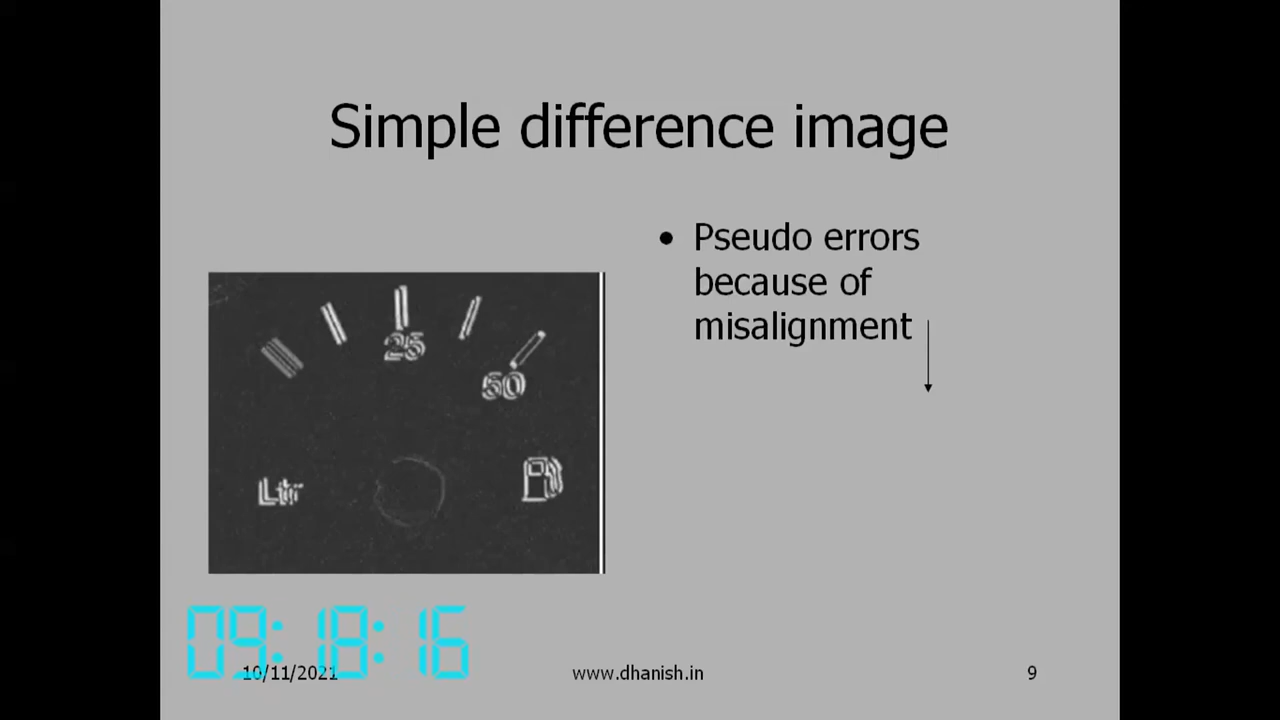 Simple difference image
• Pseudo errors
because of
misalignment
25
50
Ltr
09:18:16
10/11/2021
www.dhanish.in
9